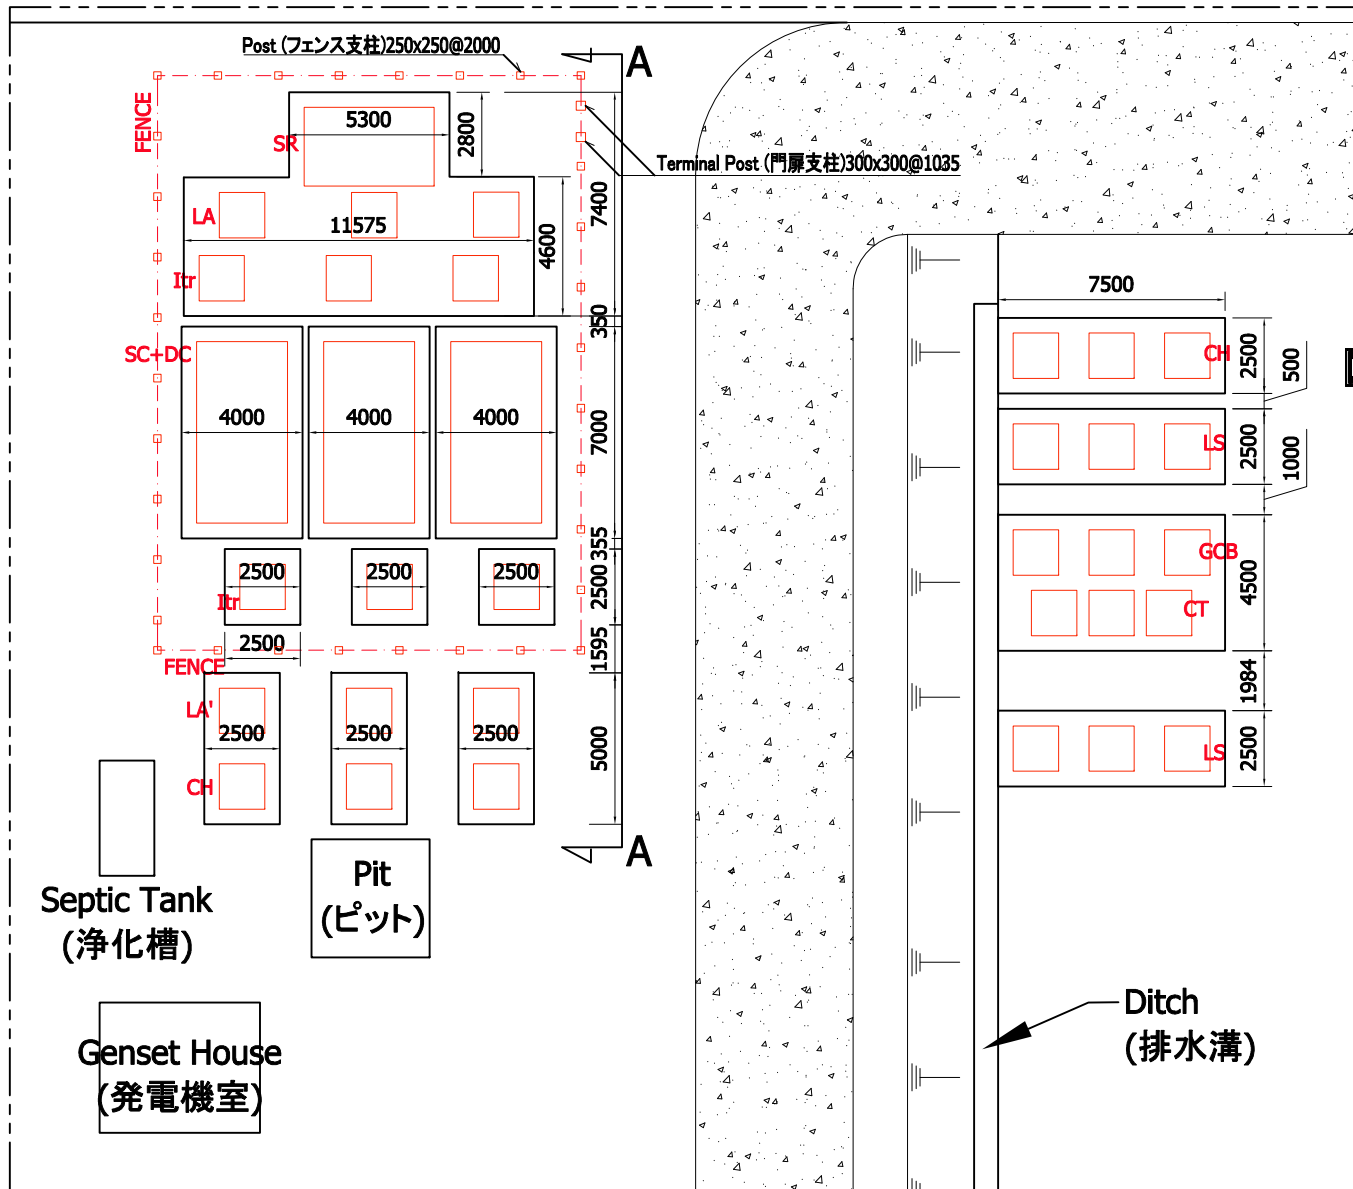 Post (フェンス支柱)250x250@2000
A
FENCE
5300
2800
SR
Terminal Post (門扉支柱)300x300@1035
7400
LA
11575
4600
Itr
350
SC+DC
4000
4000
4000
7000
355
2500
2500
2500
2500
Itr
2500
1595
FENCE
LA'
2500
2500
2500
5000
CH
A
Pit
(ピット)
Septic Tank
(浄化槽)
Genset House
(発電機室)
7500
CH
2500
500
LS
2500
1000
GCB
4500
CT
1984
LS
2500
Ditch
(排水溝)